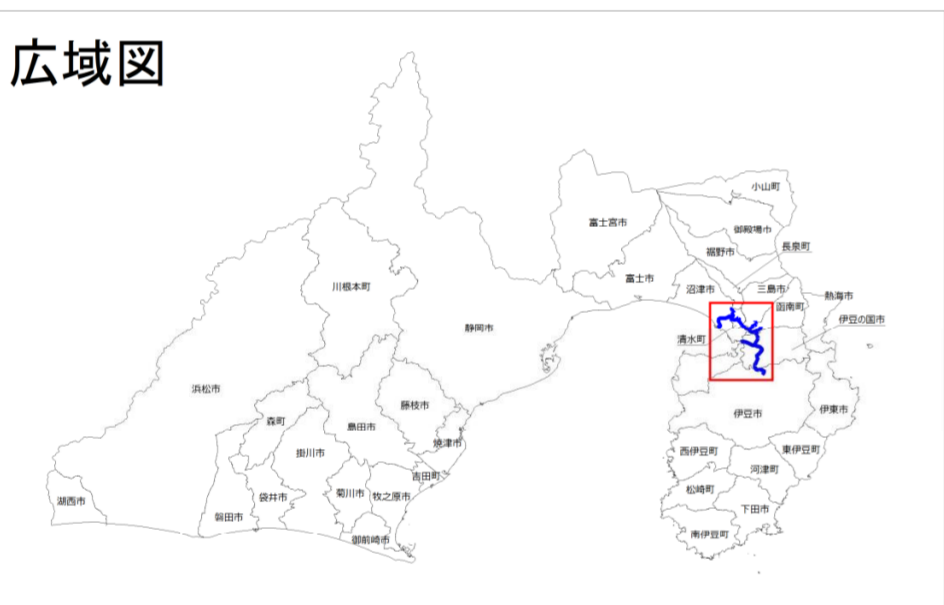 広域図
小山町
富士宮市
御殿場市
長泉町
裾野市
富士市
沼津市
三島市
川根本町
熱海市
函南町
伊豆の国市
静岡市
清水町
浜松市
藤枝市
伊豆市
伊東市
森町
島田市
焼津市
掛川市
西伊豆町
東伊豆町
河津町
吉田町
湖西市
袋井市
菊川市
牧之原市
松崎町
磐田市
下田市
御前崎市
南伊豆町